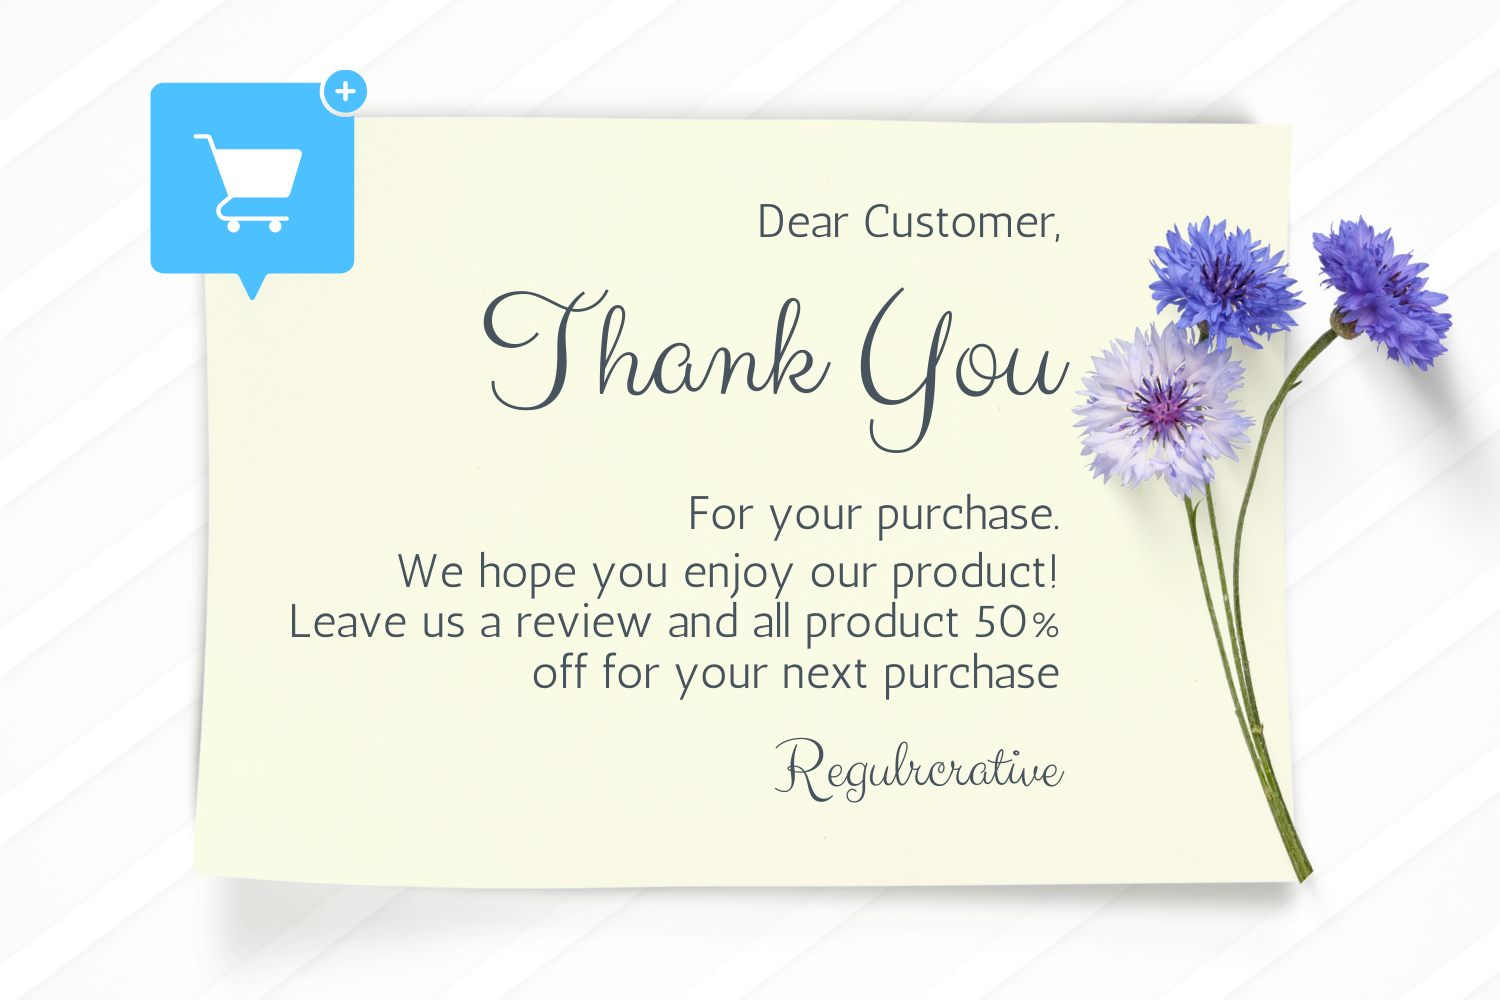 Dear Customer,
Thank You
For your purchase.
We hope you enjoy our product!
Leave us a review and all product 50%
off for your next purchase
Regulrcrative